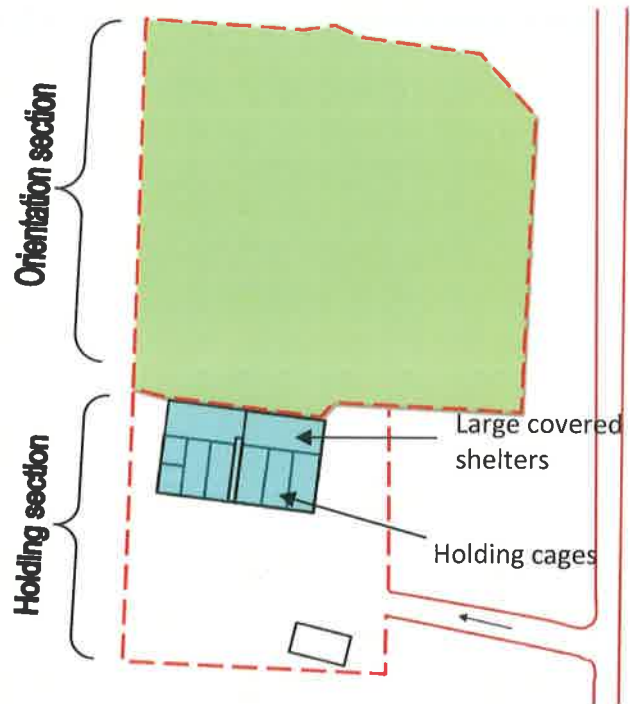 Orientation section
Large covered
shelters
Holding section
Holding cages